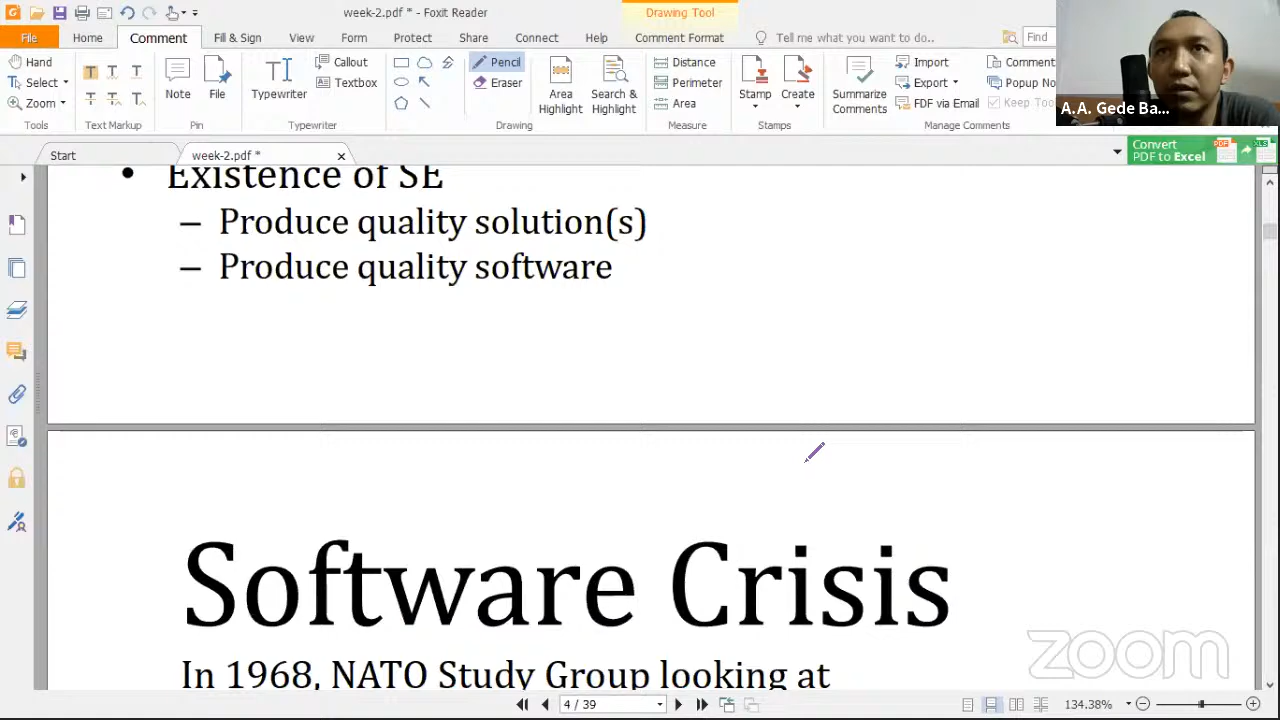 week-2.pdf * - Foxit Reader
Drawing Tool
File
Home
Comment
Fill & Sign
View
Form
Protect
Share
Connect
Help
Comment Format
Tell me what you want to do..
Find
Hand
Select
Zoom
Tools
Text Markup
Note
File
Pin
Typewriter
Callout
Textbox
Typewriter
Pencil
Eraser
Drawing
Area
Highlight
Search &
Highlight
Distance
Perimeter
Area
Measure
Stamp
Create
Stamps
Summarize
Comments
Import
Export
FDF via Email
Commen
Popup No
Keep Too
Manage Comments
A.A. Gede Ba...
Start
week-2.pdf *
Convert
PDF to Excel
• Existence of SE
– Produce quality solution(s)
– Produce quality software
Software Crisis
In 1968, NATO Study Group looking at
zoom
4 / 39
134.38%